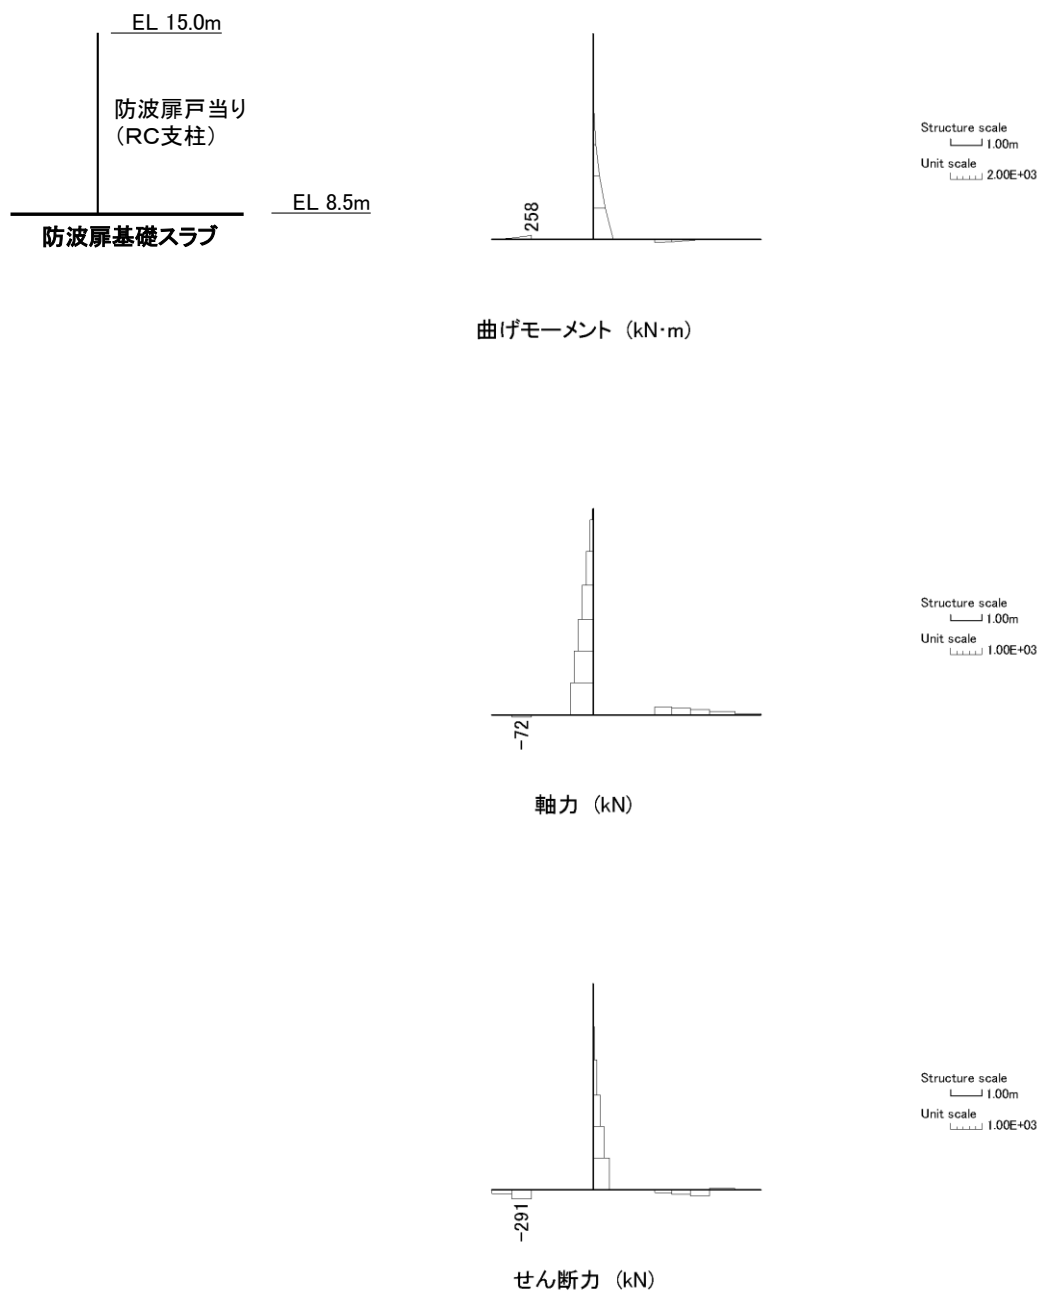 EL 15.0m
防波扉戸当り
(RC支柱)
EL 8.5m
防波扉基礎スラブ
258
Structure scale
1.00m
Unit scale
2.00E+03
曲げモーメント (kN·m)
Structure scale
1.00m
Unit scale
1.00E+03
-72
軸力 (kN)
Structure scale
1.00m
Unit scale
1.00E+03
-291
せん断力 (kN)